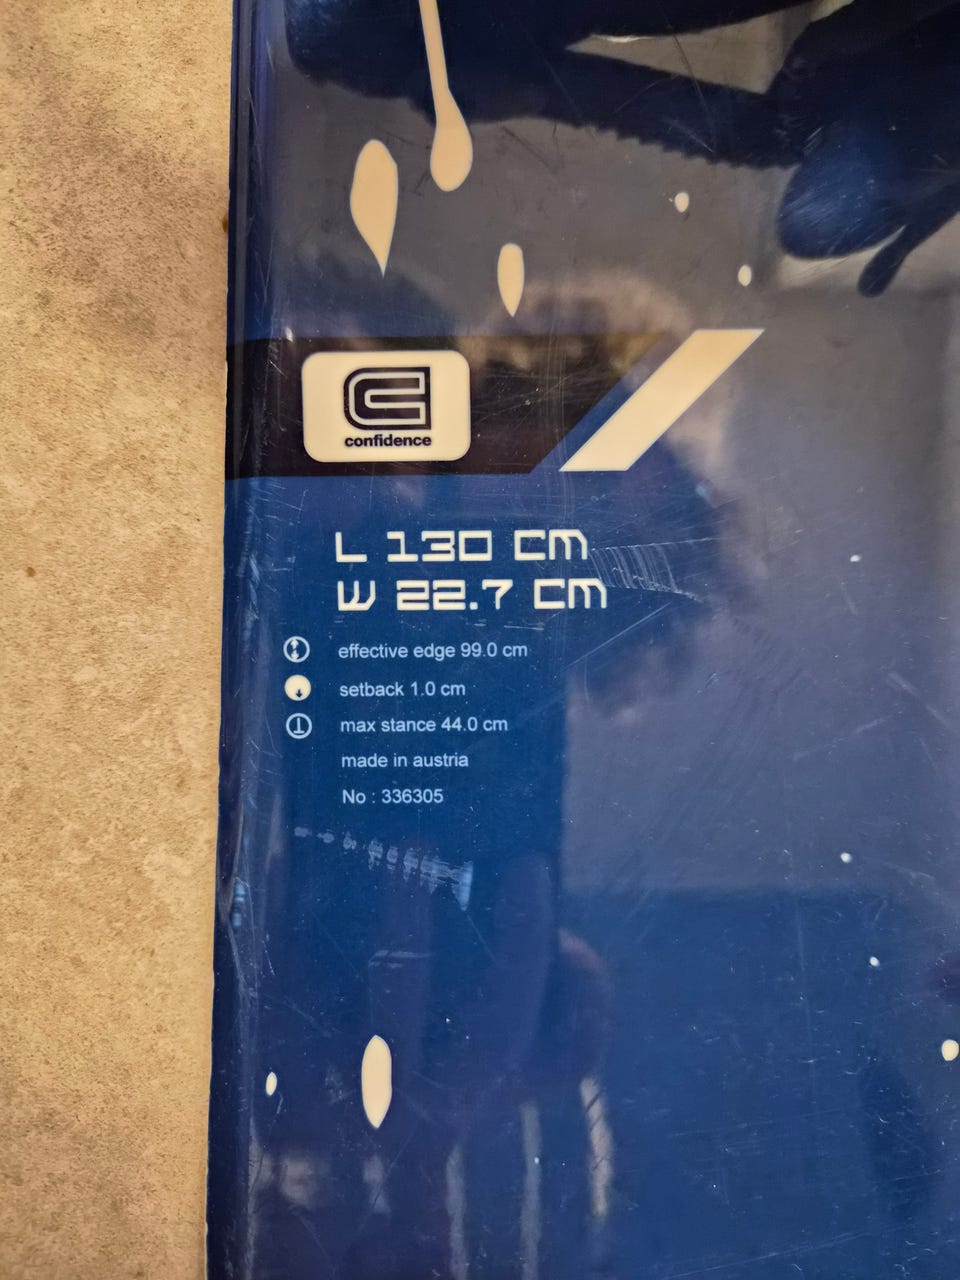 confidence
L 130 CM
W 22.7 CM
effective edge 99.0 cm
setback 1.0 cm
max stance 44.0 cm
made in austria
No : 336305